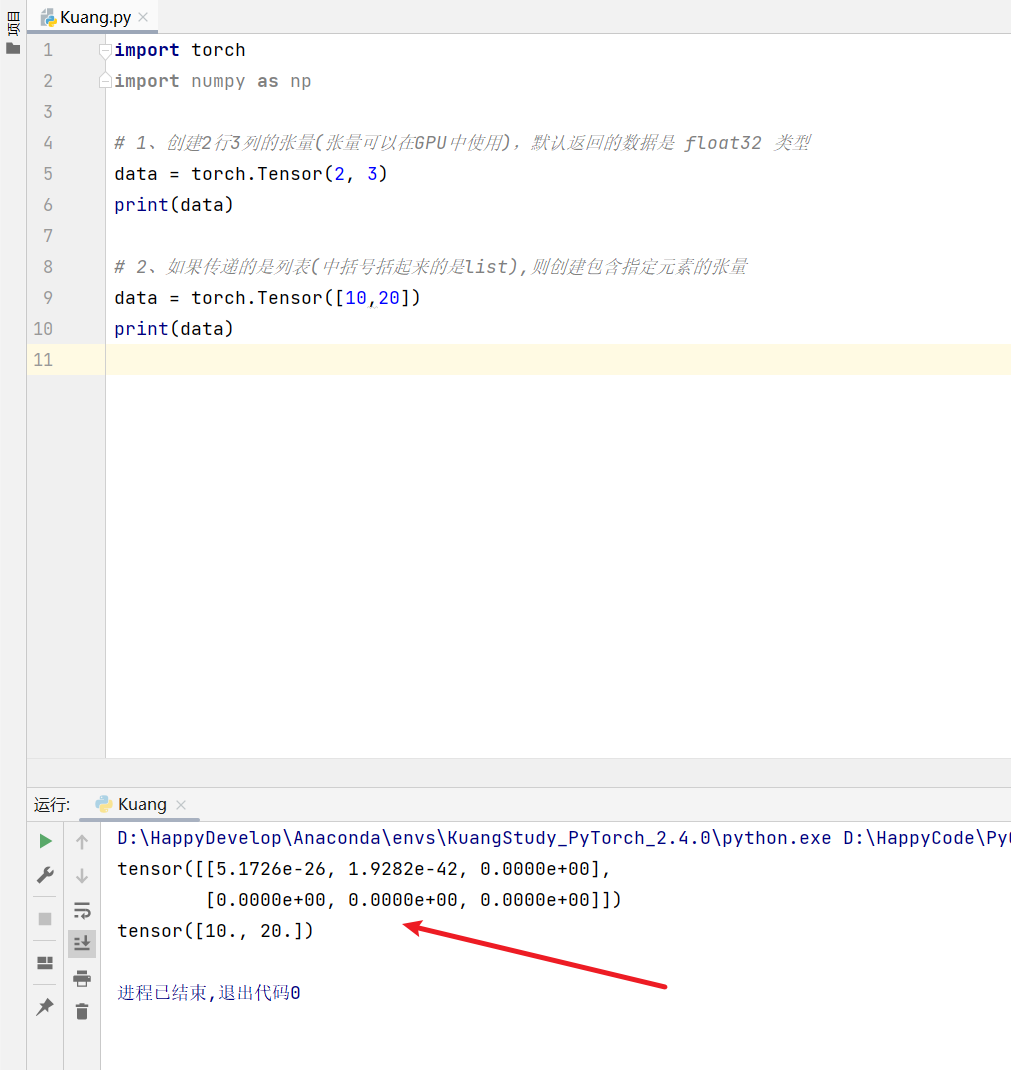 项目
Kuang.py
1 import torch
2 import numpy as np
3
4 # 1、创建2行3列的张量(张量可以在GPU中使用)，默认返回的数据是 float32 类型
5 data = torch.Tensor(2, 3)
6 print(data)
7
8 # 2、如果传递的是列表(中括号括起来的是list),则创建包含指定元素的张量
9 data = torch.Tensor([10,20])
10 print(data)
11
运行: Kuang
D:\HappyDevelop\Anaconda\envs\KuangStudy_PyTorch_2.4.0\python.exe D:\HappyCode\Py
tensor([[5.1726e-26, 1.9282e-42, 0.0000e+00],
[0.0000e+00, 0.0000e+00, 0.0000e+00]])
tensor([10., 20.])
进程已结束,退出代码0